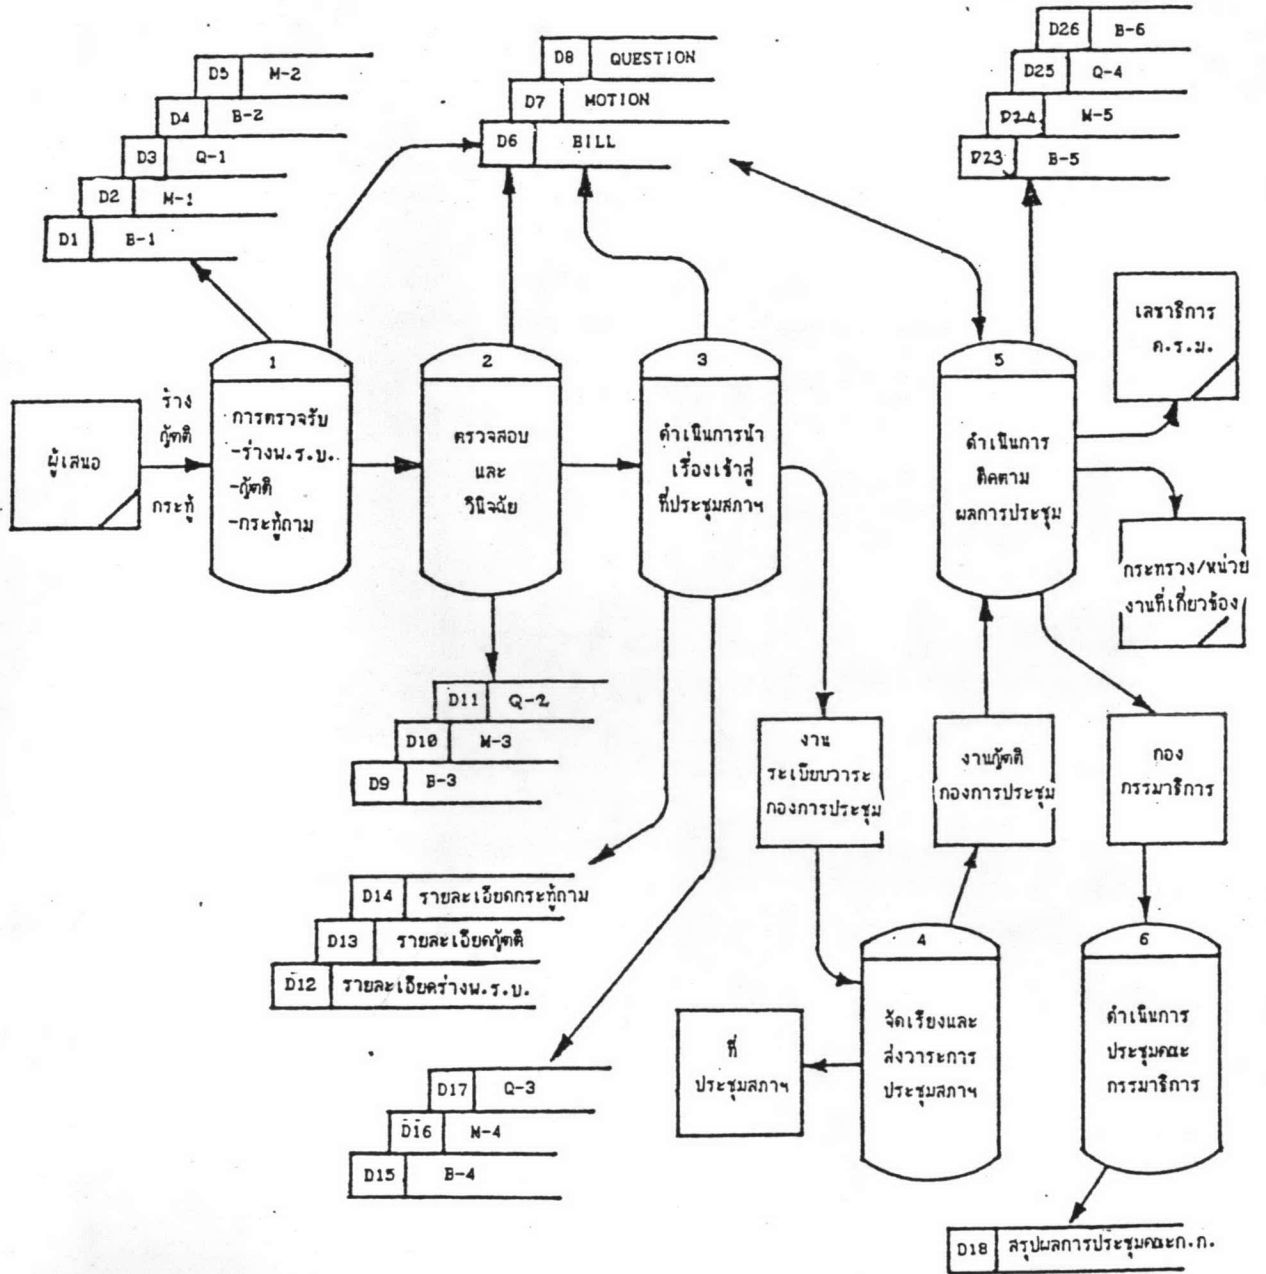 D5 M-2
D4 B-2
D3 Q-1
D2 M-1
D1 B-1
D8 QUESTION
D7 MOTION
D6 BILL
D26 B-6
D25 Q-4
D24 M-5
D23 B-5
เลขาธิการ
ค.ร.ม.
ผู้เสนอ
ร่าง
ญัตติ
กระทู้
1
การตรวจรับ
-ร่างพ.ร.บ.
-ญัตติ
-กระทู้ถาม
2
ตรวจสอบ
และ
วินิจฉัย
3
ดำเนินการนำ
เรื่องเข้าสู่
ที่ประชุมสภาฯ
5
ดำเนินการ
ติดตาม
ผลการประชุม
กระทรวง/หน่วย
งานที่เกี่ยวข้อง
D11 Q-2
D10 M-3
D9 B-3
งาน
ระเบียบวาระ
กองการประชุม
งานญัตติ
กองการประชุม
กอง
กรรมาธิการ
D14 รายละเอียดกระทู้ถาม
D13 รายละเอียดญัตติ
D12 รายละเอียดร่างพ.ร.บ.
4
จัดเรียงและ
ส่งวาระการ
ประชุมสภาฯ
6
ดำเนินการ
ประชุมคณะ
กรรมาธิการ
ที่
ประชุมสภาฯ
D17 Q-3
D16 M-4
D15 B-4
D18 สรุปผลการประชุมคณะก.ก.